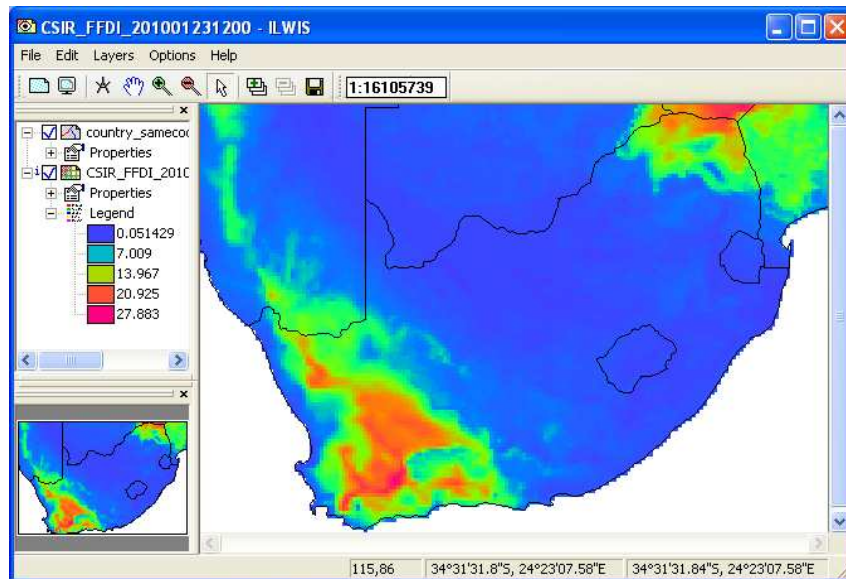 CSIR_FFDI_201001231200 - ILWIS
File Edit Layers Options Help
1:16105739
country_samecoo
Properties
CSIR_FFDI_2010
Properties
Legend
0.051429
7.009
13.967
20.925
27.883
115,86 34°31'31.8"S, 24°23'07.58"E 34°31'31.84"S, 24°23'07.58"E